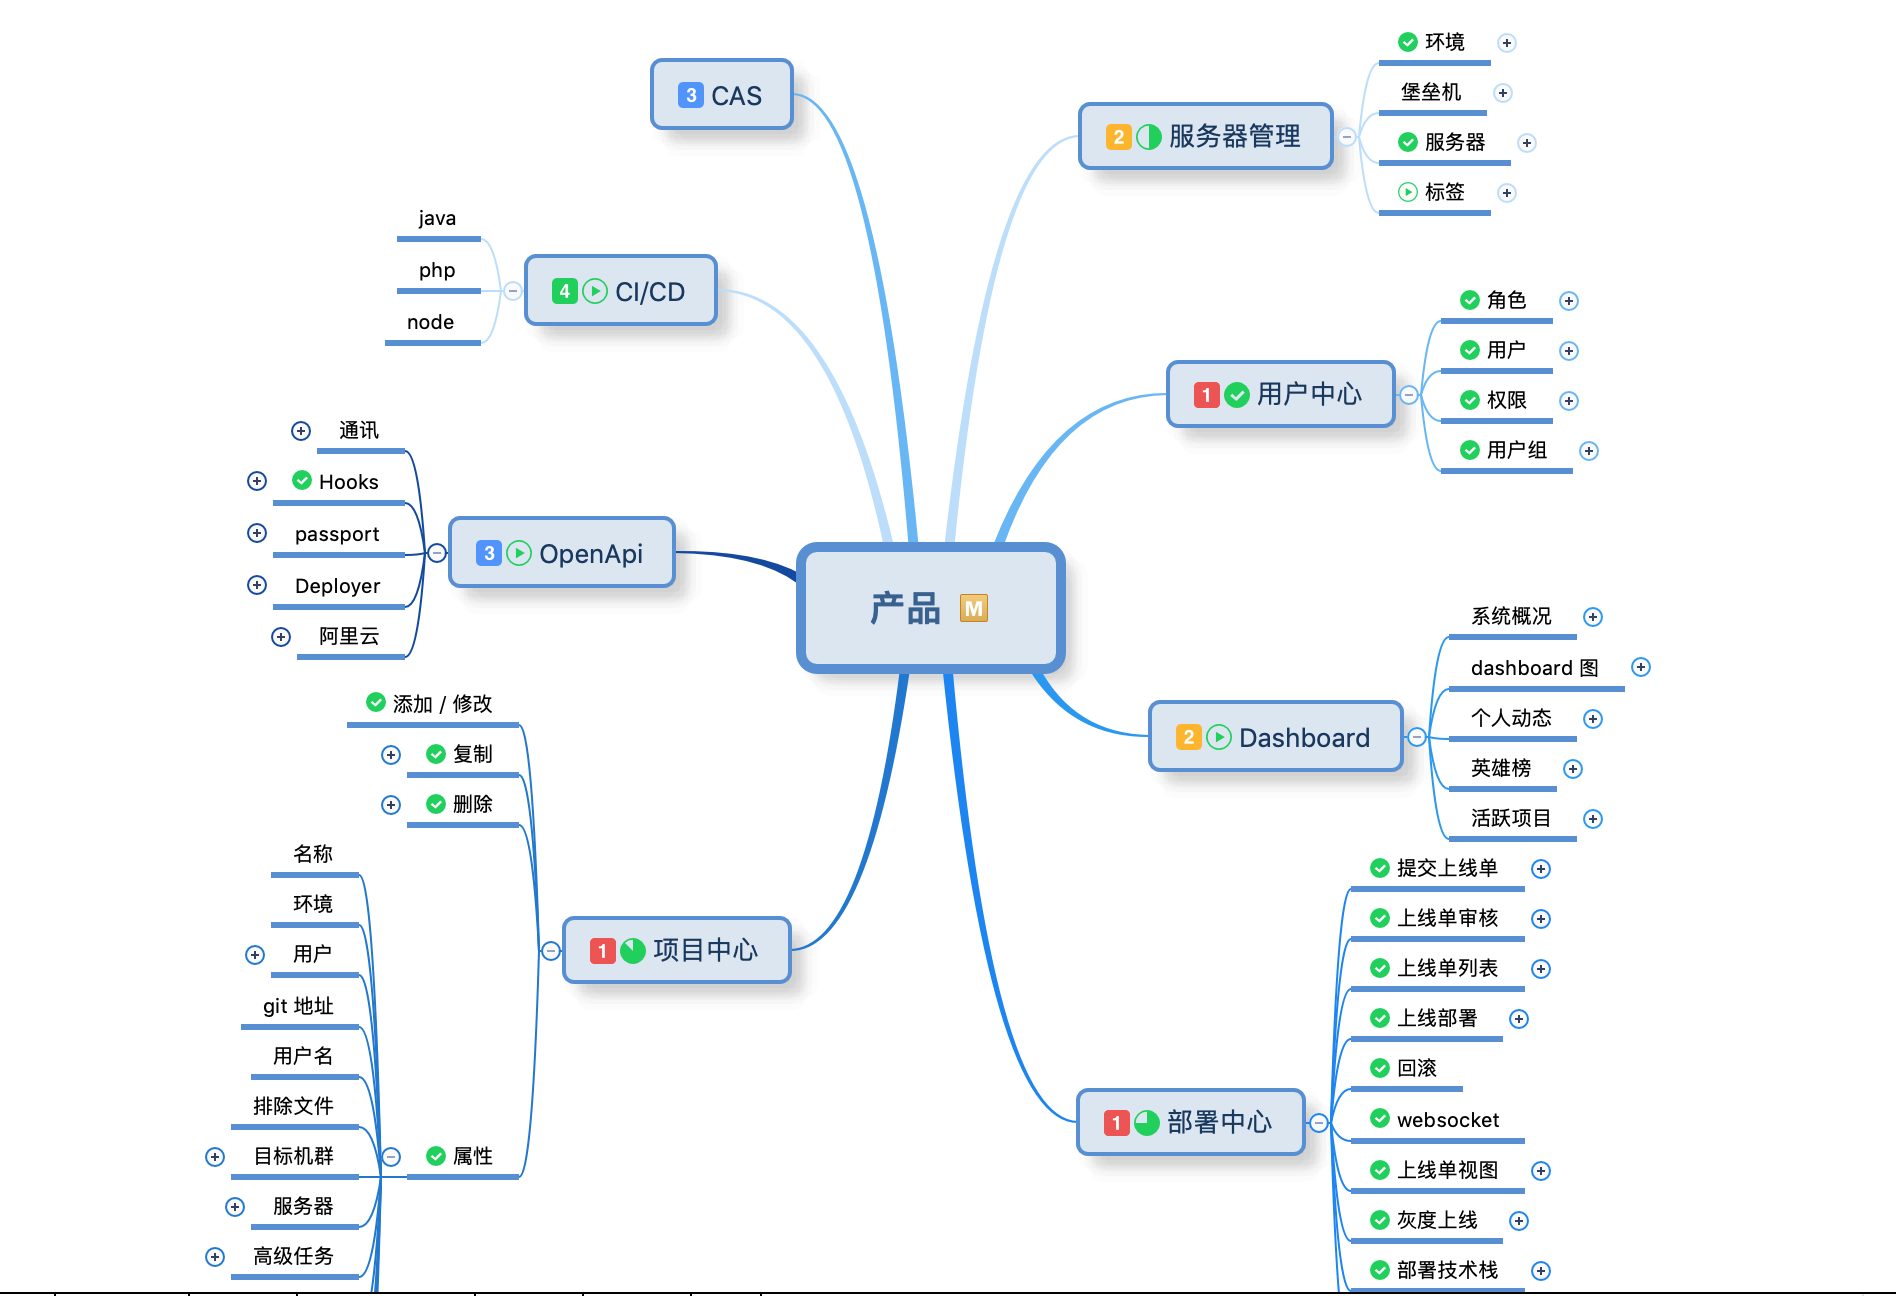 产品 M
2 服务器管理
环境
堡垒机
服务器
标签
1 用户中心
角色
用户
权限
用户组
2 Dashboard
系统概况
dashboard 图
个人动态
英雄榜
活跃项目
1 部署中心
提交上线单
上线单审核
上线单列表
上线部署
回滚
websocket
上线单视图
灰度上线
部署技术栈
3 CAS
4 CI/CD
java
php
node
3 OpenApi
通讯
Hooks
passport
Deployer
阿里云
1 项目中心
添加 / 修改
复制
删除
属性
名称
环境
用户
git 地址
用户名
排除文件
目标机群
服务器
高级任务